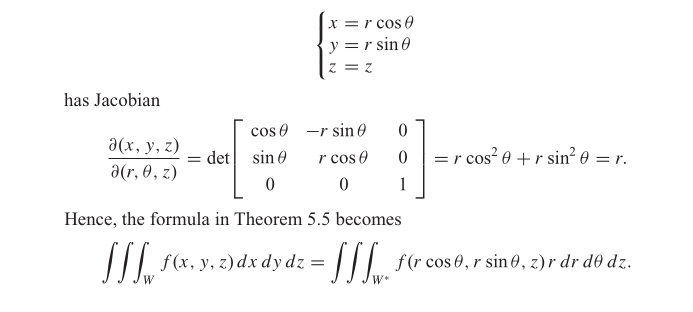 x = r cos θ
y = r sin θ
z = z
has Jacobian
∂(x, y, z)/∂(r, θ, z) = det [ cos θ −r sin θ 0 ; sin θ r cos θ 0 ; 0 0 1 ] = r cos² θ + r sin² θ = r.
Hence, the formula in Theorem 5.5 becomes
∭_W f(x, y, z) dx dy dz = ∭_W* f(r cos θ, r sin θ, z) r dr dθ dz.